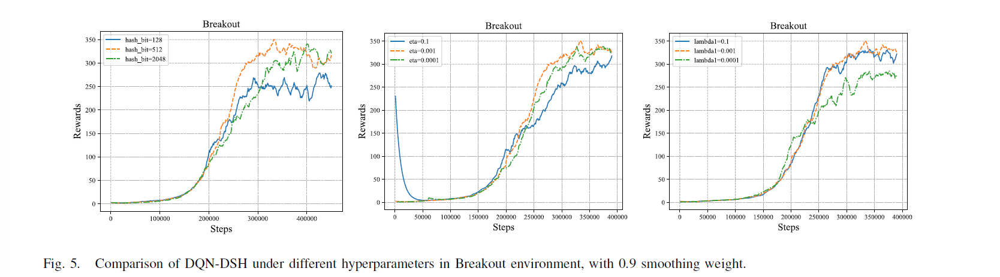 Breakout
hash_bit=128
hash_bit=512
hash_bit=2048
350
300
250
200
150
100
50
0
Rewards
0 100000 200000 300000 400000
Steps
Breakout
eta=0.1
eta=0.001
eta=0.0001
350
300
250
200
150
100
50
0
Rewards
0 50000 100000 150000 200000 250000 300000 350000 400000
Steps
Breakout
lambda1=0.1
lambda1=0.001
lambda1=0.0001
350
300
250
200
150
100
50
0
Rewards
0 50000 100000 150000 200000 250000 300000 350000 400000
Steps
Fig. 5. Comparison of DQN-DSH under different hyperparameters in Breakout environment, with 0.9 smoothing weight.